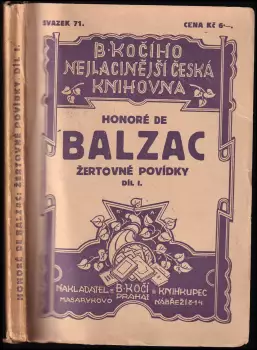 HONORÉ DE BALZAC: ŽERTOVNÉ POVÍDKY. DÍL I.
SVAZEK 71.
CENA Kč 6·—,
B·KOČÍHO
NEJLACINĚJŠÍ ČESKÁ
KNIHOVNA
HONORÉ DE
BALZAC
ŽERTOVNÉ POVÍDKY
DÍL I.
NAKLADATEL B·KOČÍ KNIHKUPEC
MASARYKOVO PRAHA I NÁBŘEŽÍ 6·14